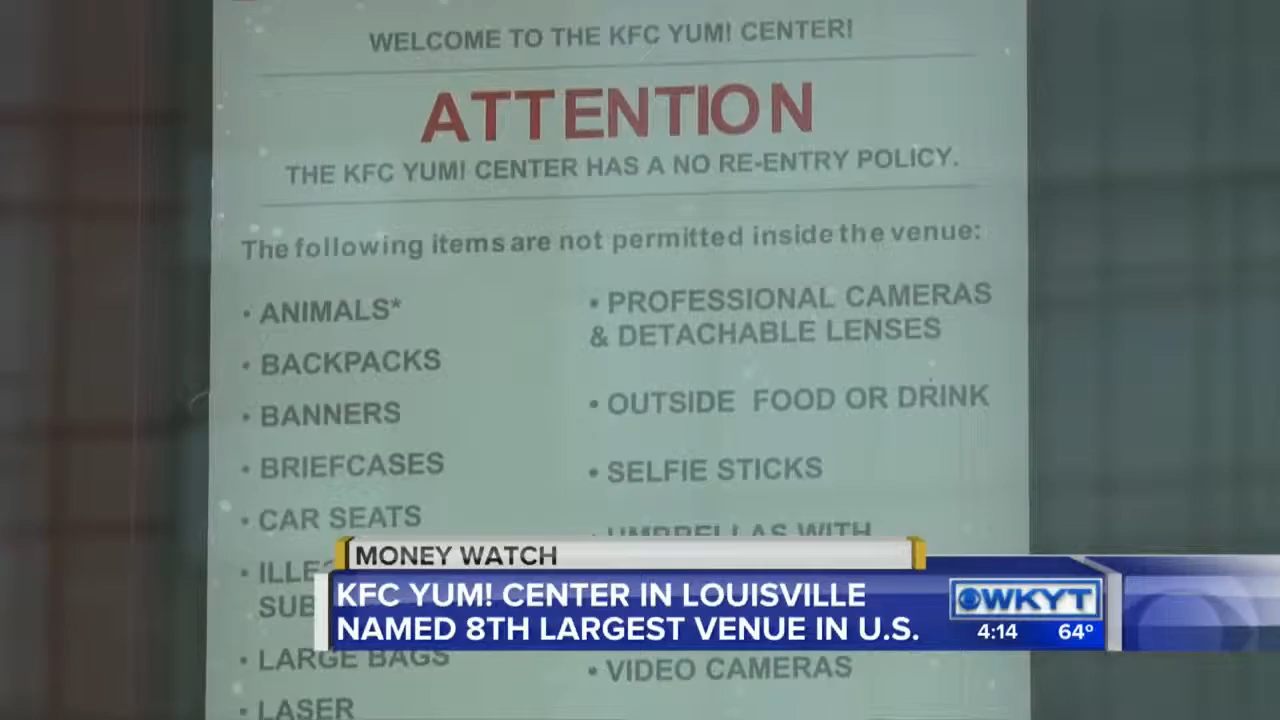 WELCOME TO THE KFC YUM! CENTER!
ATTENTION
THE KFC YUM! CENTER HAS A NO RE-ENTRY POLICY.
The following items are not permitted inside the venue:
• ANIMALS*
• BACKPACKS
• BANNERS
• BRIEFCASES
• CAR SEATS
• LARGE BAGS
• LASER
• PROFESSIONAL CAMERAS
& DETACHABLE LENSES
• OUTSIDE FOOD OR DRINK
• SELFIE STICKS
• UMBRELLAS WITH
• VIDEO CAMERAS
MONEY WATCH
KFC YUM! CENTER IN LOUISVILLE
NAMED 8TH LARGEST VENUE IN U.S.
WKYT
4:14 64°